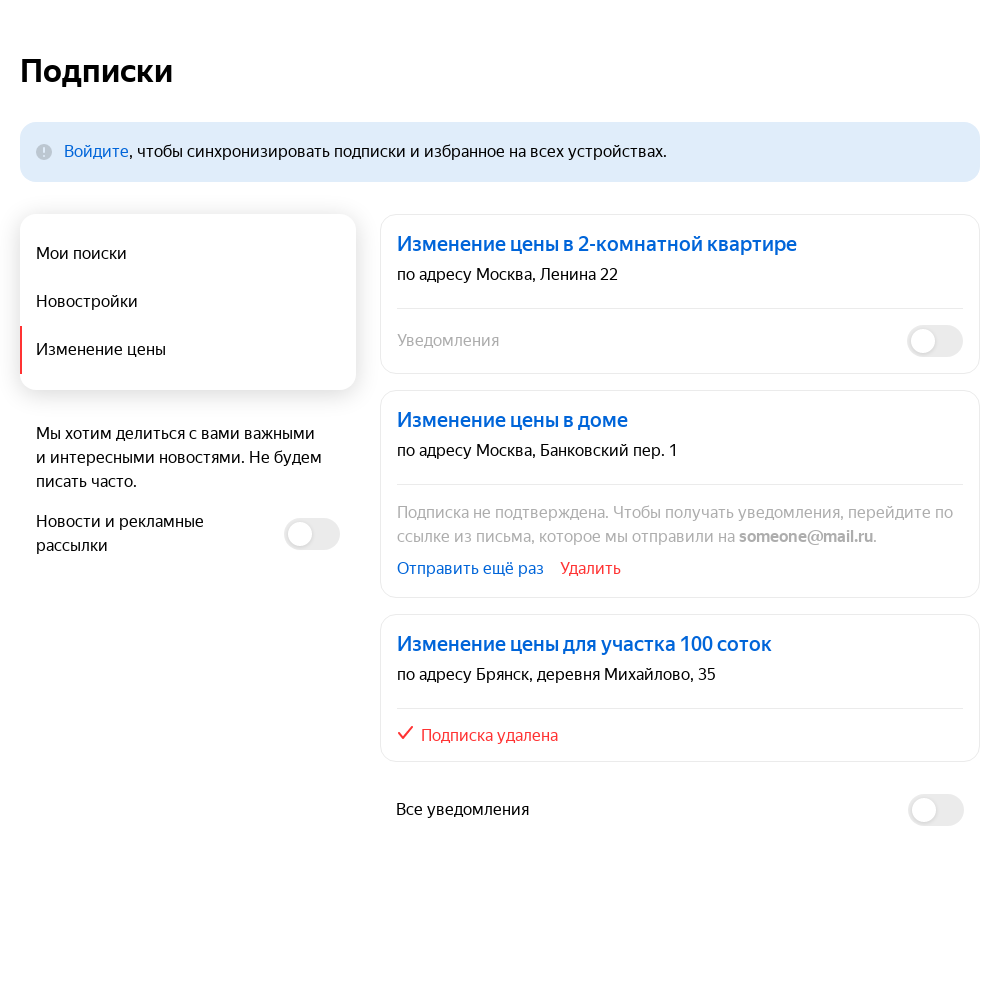 Подписки
Войдите, чтобы синхронизировать подписки и избранное на всех устройствах.
Мои поиски
Новостройки
Изменение цены
Мы хотим делиться с вами важными
и интересными новостями. Не будем
писать часто.
Новости и рекламные
рассылки
Изменение цены в 2-комнатной квартире
по адресу Москва, Ленина 22
Уведомления
Изменение цены в доме
по адресу Москва, Банковский пер. 1
Подписка не подтверждена. Чтобы получать уведомления, перейдите по
ссылке из письма, которое мы отправили на someone@mail.ru.
Отправить ещё раз Удалить
Изменение цены для участка 100 соток
по адресу Брянск, деревня Михайлово, 35
Подписка удалена
Все уведомления